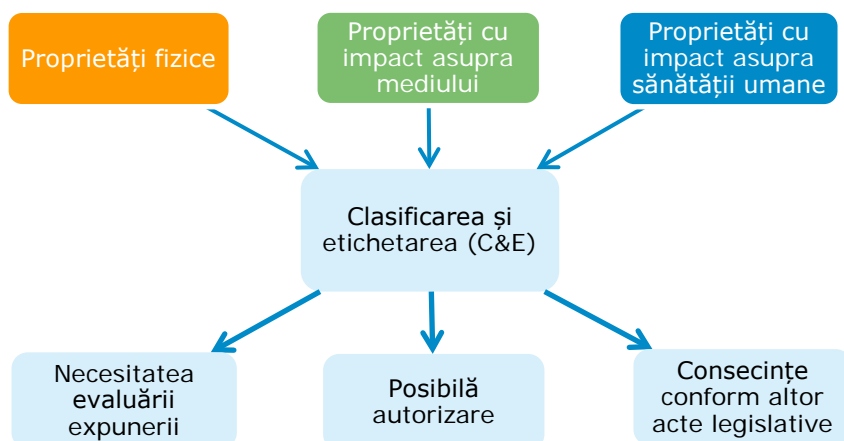 Proprietăți fizice
Proprietăți cu
impact asupra
mediului
Proprietăți cu
impact asupra
sănătății umane
Clasificarea și
etichetarea (C&E)
Necesitatea
evaluării
expunerii
Posibilă
autorizare
Consecințe
conform altor
acte legislative